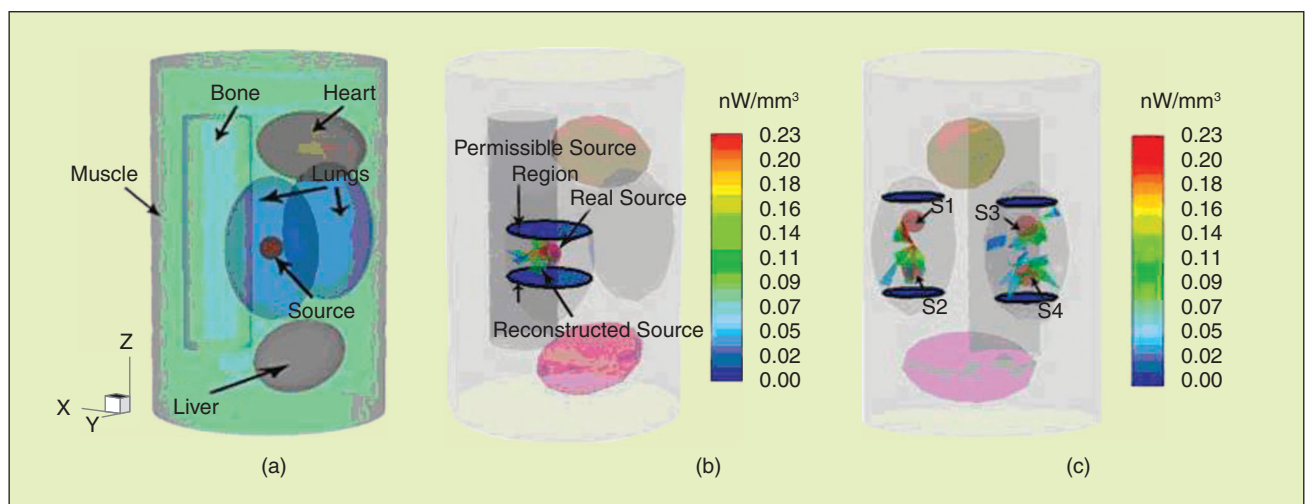 Bone
Heart
Muscle
Lungs
Source
Liver
Z
X
Y
(a)
Permissible Source
Region
Real Source
Reconstructed Source
nW/mm³
0.23
0.20
0.18
0.16
0.14
0.11
0.09
0.07
0.05
0.02
0.00
(b)
S1
S3
S2
S4
nW/mm³
0.23
0.20
0.18
0.16
0.14
0.11
0.09
0.07
0.05
0.02
0.00
(c)